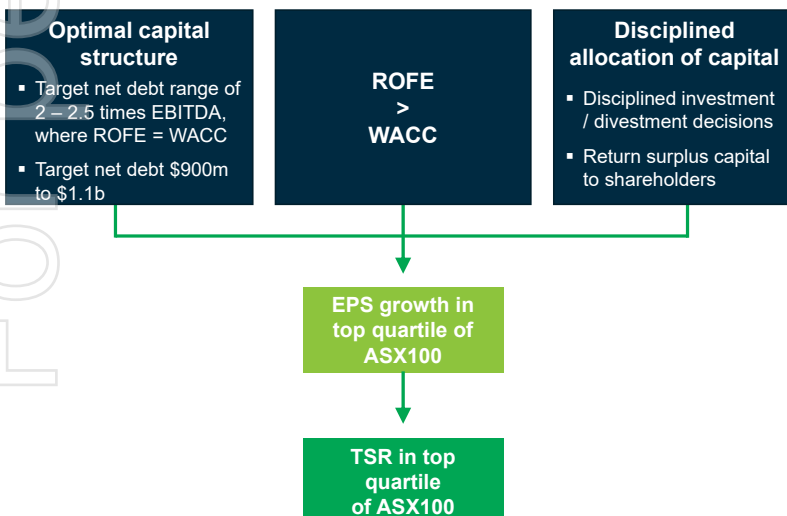 Optimal capital
structure
▪ Target net debt range of
2 – 2.5 times EBITDA,
where ROFE = WACC
▪ Target net debt $900m
to $1.1b
ROFE
>
WACC
Disciplined
allocation of capital
▪ Disciplined investment
/ divestment decisions
▪ Return surplus capital
to shareholders
EPS growth in
top quartile of
ASX100
TSR in top
quartile
of ASX100